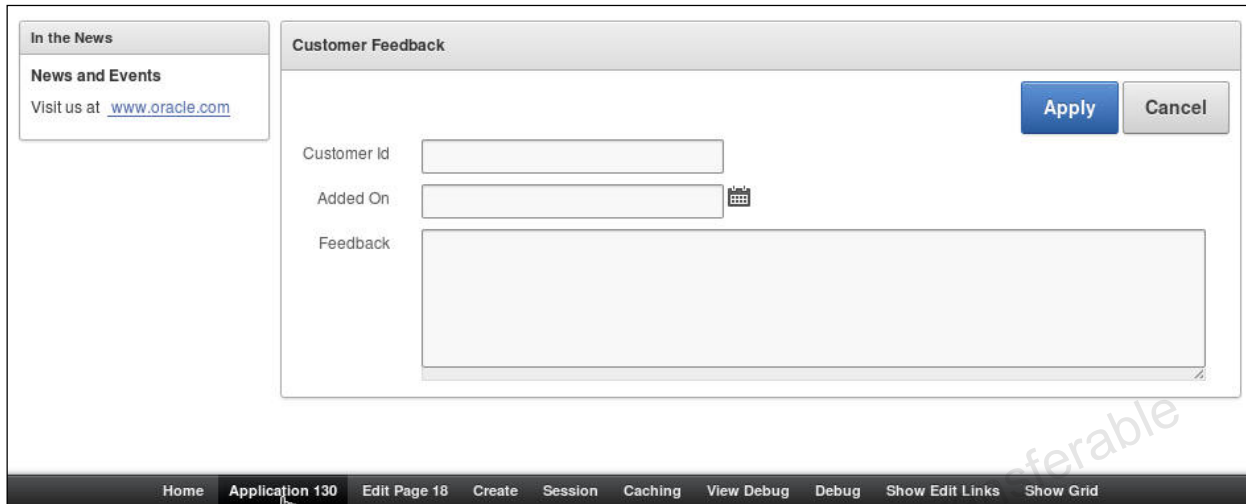 In the News
News and Events
Visit us at www.oracle.com
Customer Feedback
Apply Cancel
Customer Id
Added On
Feedback
Home Application 130 Edit Page 18 Create Session Caching View Debug Debug Show Edit Links Show Grid